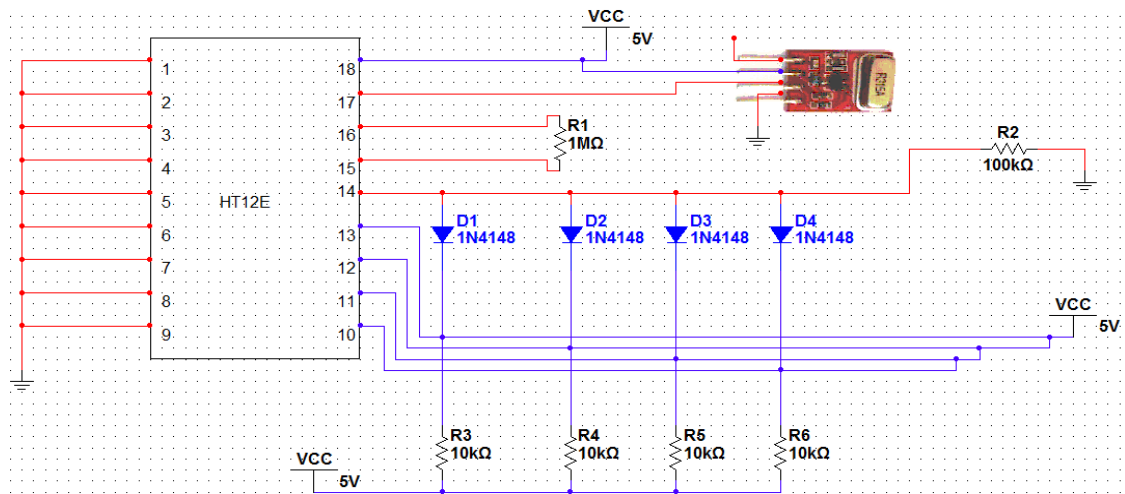 VCC
5V
1
2
3
4
5
6
7
8
9
HT12E
18
17
16
15
14
13
12
11
10
R1
1MΩ
R2
100kΩ
D1
1N4148
D2
1N4148
D3
1N4148
D4
1N4148
VCC
5V
R3
10kΩ
R4
10kΩ
R5
10kΩ
R6
10kΩ
VCC
5V